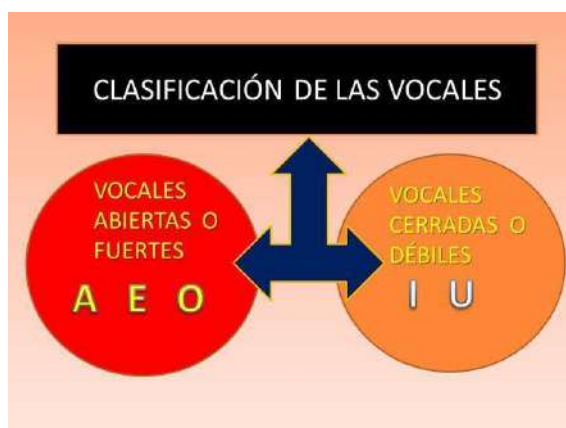 CLASIFICACIÓN DE LAS VOCALES
VOCALES
ABIERTAS O
FUERTES
A E O
VOCALES
CERRADAS O
DÉBILES
I U